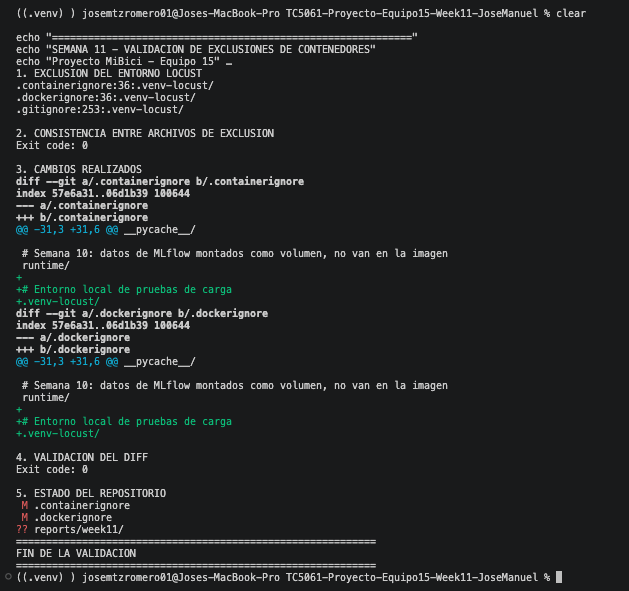 ((.venv) ) josemtzromero01@Joses-MacBook-Pro TC5061-Proyecto-Equipo15-Week11-JoseManuel % clear

echo "============================================================"
echo "SEMANA 11 - VALIDACION DE EXCLUSIONES DE CONTENEDORES"
echo "Proyecto MiBici - Equipo 15" …
1. EXCLUSION DEL ENTORNO LOCUST
.containerignore:36:.venv-locust/
.dockerignore:36:.venv-locust/
.gitignore:253:.venv-locust/

2. CONSISTENCIA ENTRE ARCHIVOS DE EXCLUSION
Exit code: 0

3. CAMBIOS REALIZADOS
diff --git a/.containerignore b/.containerignore
index 57e6a31..06d1b39 100644
--- a/.containerignore
+++ b/.containerignore
@@ -31,3 +31,6 @@ __pycache__/

 # Semana 10: datos de MLflow montados como volumen, no van en la imagen
 runtime/
+
+# Entorno local de pruebas de carga
+.venv-locust/
diff --git a/.dockerignore b/.dockerignore
index 57e6a31..06d1b39 100644
--- a/.dockerignore
+++ b/.dockerignore
@@ -31,3 +31,6 @@ __pycache__/

 # Semana 10: datos de MLflow montados como volumen, no van en la imagen
 runtime/
+
+# Entorno local de pruebas de carga
+.venv-locust/

4. VALIDACION DEL DIFF
Exit code: 0

5. ESTADO DEL REPOSITORIO
 M .containerignore
 M .dockerignore
?? reports/week11/
============================================================
FIN DE LA VALIDACION
============================================================
((.venv) ) josemtzromero01@Joses-MacBook-Pro TC5061-Proyecto-Equipo15-Week11-JoseManuel %